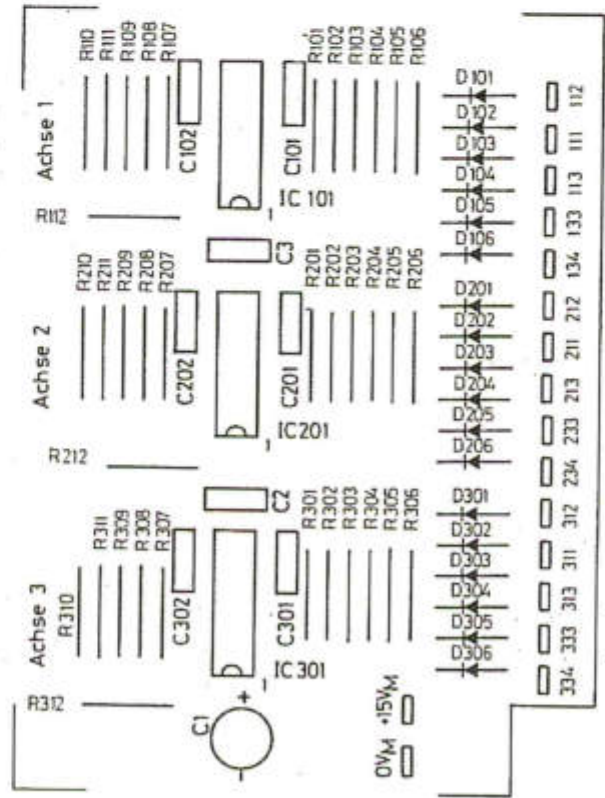 Achse 1
R110
R111
R109
R108
R107
C102
IC 101
C101
R101
R102
R103
R104
R105
R106
D101
D102
D103
D104
D105
D106
112
111
113
133
134
R112
C3
Achse 2
R210
R211
R209
R208
R207
C202
IC201
C201
R201
R202
R203
R204
R205
R206
D201
D202
D203
D204
D205
D206
212
211
213
233
234
R212
C2
Achse 3
R310
R311
R309
R308
R307
C302
IC301
C301
R301
R302
R303
R304
R305
R306
D301
D302
D303
D304
D305
D306
312
311
313
333
334
R312
C1
+
−
0VM
+15VM
1
1
1